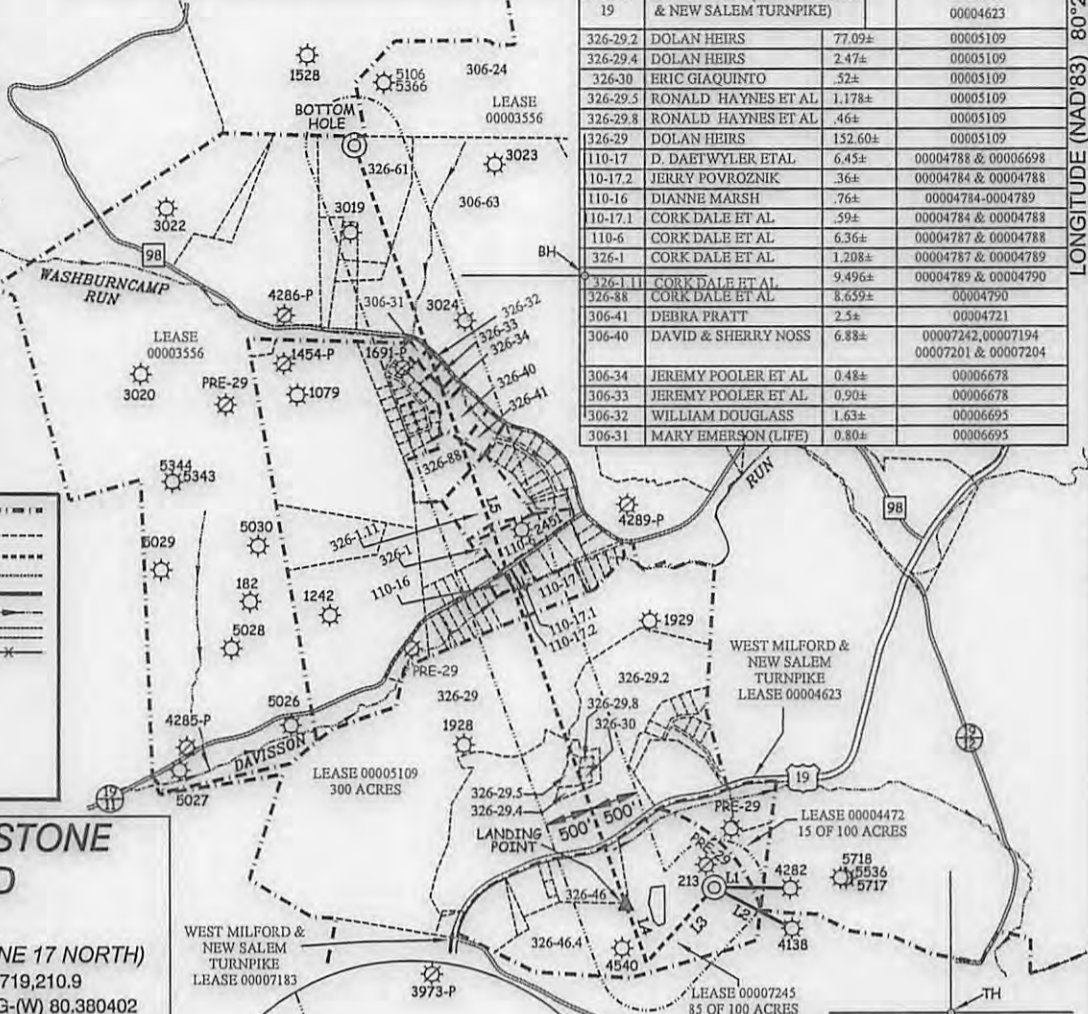 19 & NEW SALEM TURNPIKE) 00004623
326-29.2 DOLAN HEIRS 77.09± 00005109
326-29.4 DOLAN HEIRS 2.47± 00005109
326-30 ERIC GIAQUINTO .52± 00005109
326-29.5 RONALD HAYNES ET AL 1.178± 00005109
326-29.8 RONALD HAYNES ET AL .46± 00005109
326-29 DOLAN HEIRS 152.60± 00005109
110-17 D. DAETWYLER ETAL 6.45± 00004788 & 00006698
10-17.2 JERRY POVROZNIK .36± 00004784 & 00004788
110-16 DIANNE MARSH .76± 00004784-0004789
110-17.1 CORK DALE ET AL .59± 00004784 & 00004788
110-6 CORK DALE ET AL 6.36± 00004787 & 00004788
326-1 CORK DALE ET AL 1.208± 00004787 & 00004789
326-1.11 CORK DALE ET AL 9.496± 00004789 & 00004790
326-88 CORK DALE ET AL 8.659± 00004790
306-41 DEBRA PRATT 2.5± 00004721
306-40 DAVID & SHERRY NOSS 6.88± 00007242,00007194
00007201 & 00007204
306-34 JEREMY POOLER ET AL 0.48± 00006678
306-33 JEREMY POOLER ET AL 0.90± 00006678
306-32 WILLIAM DOUGLASS 1.63± 00006695
306-31 MARY EMERSON (LIFE) 0.80± 00006695
LONGITUDE (NAD'83) 80°2
1528
5106
5366
306-24
LEASE
00003556
BOTTOM
HOLE
326-61
3023
306-63
3022
3019
98
BH
WASHBURNCAMP
RUN
4286-P
306-31
3024
326-32
326-33
326-34
LEASE
00003556
1454-P
1691-P
326-40
3020
PRE-29
1079
326-41
326-88
RUN
5344
5343
98
L5
4289-P
5030
326-1.11
2451
5029
326-1
110-6
182
1242
110-16
110-17
5028
110-17.1
110-17.2
1929
PRE-29
WEST MILFORD &
NEW SALEM
TURNPIKE
LEASE 00004623
326-29
326-29.2
5026
326-29.8
326-30
4285-P
1928
DAVISSON
19
12
LEASE 00005109
300 ACRES
5027
19
11
326-29.5
326-29.4
19
500' 500'
PRE-29
LEASE 00004472
15 OF 100 ACRES
LANDING
POINT
STONE
D
PRE-29
5718
5536
5717
213
L1
4282
326-46
L2
L3
L4
4138
WEST MILFORD &
NEW SALEM
TURNPIKE
LEASE 00007183
326-46.4
4540
NE 17 NORTH)
719,210.9
G-(W) 80.380402
3973-P
LEASE 00007245
85 OF 100 ACRES
TH